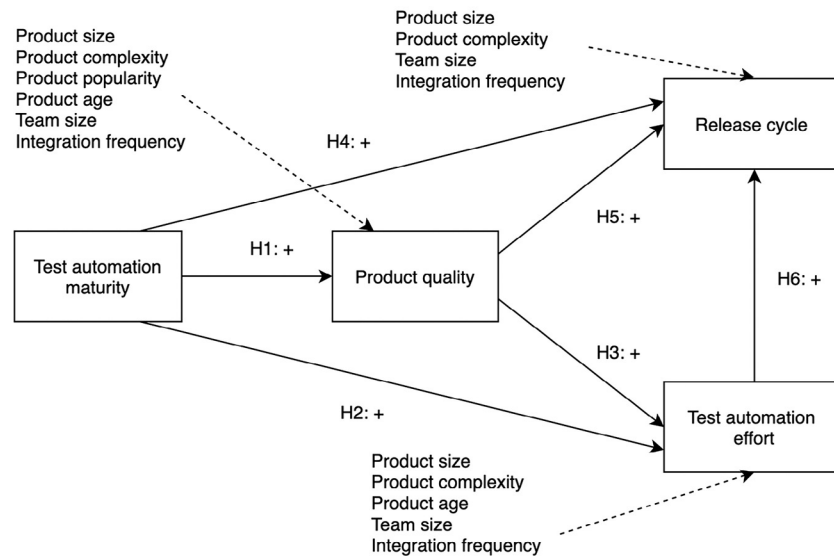 Product size
Product complexity
Product popularity
Product age
Team size
Integration frequency
Product size
Product complexity
Team size
Integration frequency
Release cycle
H4: +
H5: +
H1: +
Test automation
maturity
Product quality
H6: +
H3: +
H2: +
Test automation
effort
Product size
Product complexity
Product age
Team size
Integration frequency